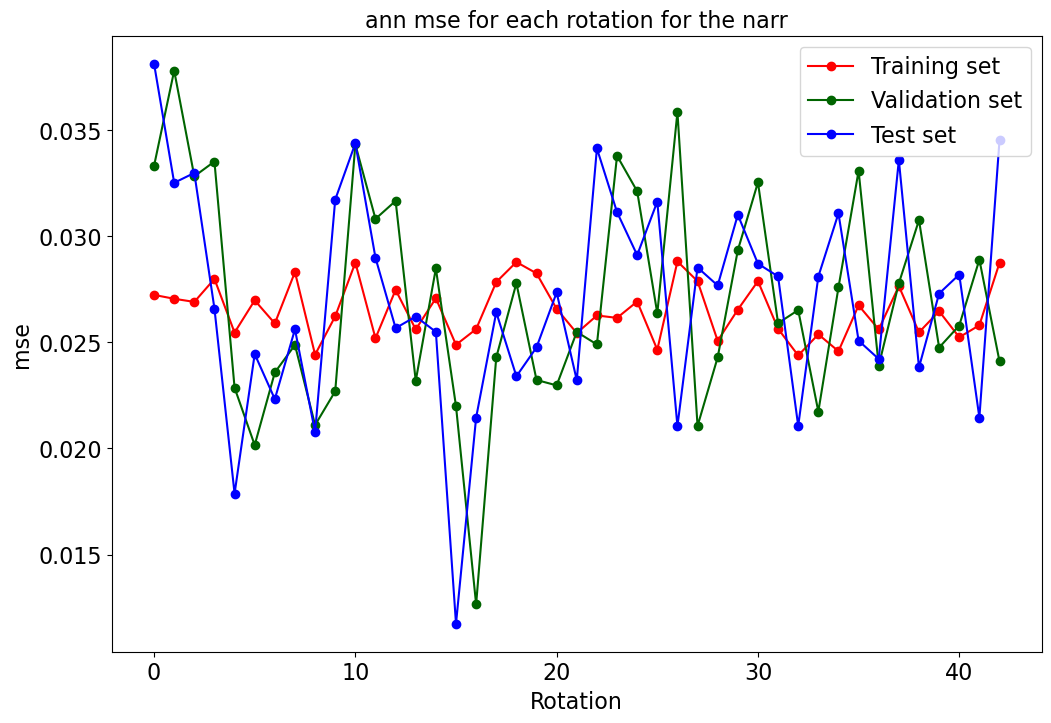 ann mse for each rotation for the narr
Training set
Validation set
Test set
mse
0.035
0.030
0.025
0.020
0.015
0
10
20
30
40
Rotation